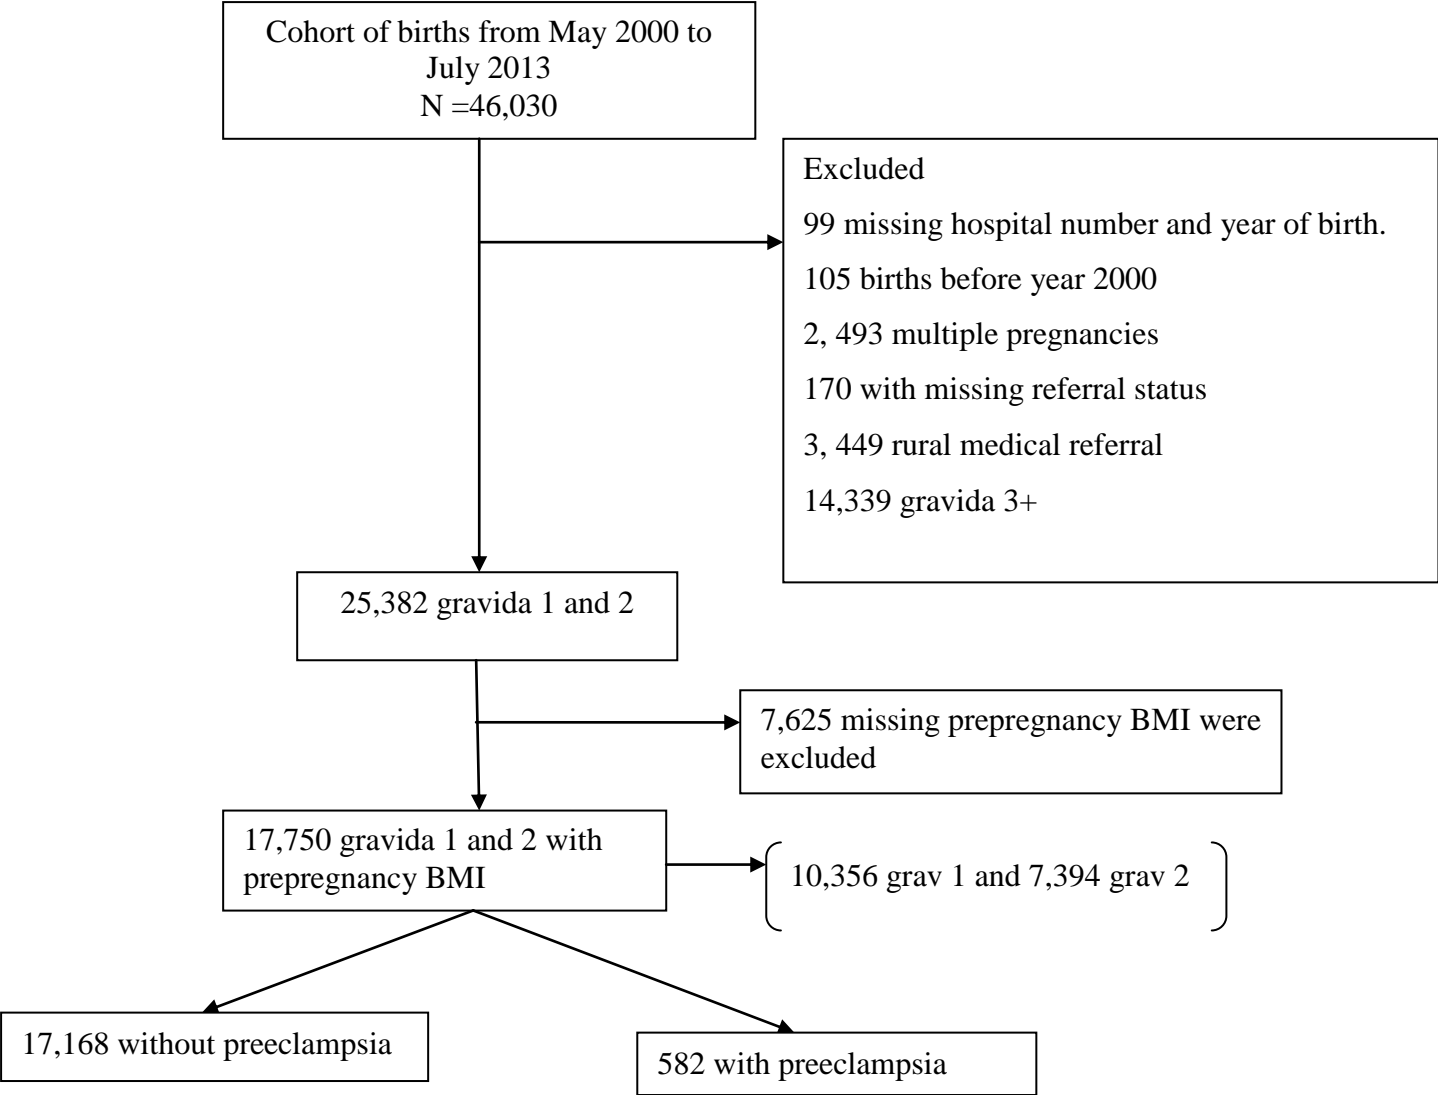 Cohort of births from May 2000 to
July 2013
N =46,030
Excluded
99 missing hospital number and year of birth.
105 births before year 2000
2, 493 multiple pregnancies
170 with missing referral status
3, 449 rural medical referral
14,339 gravida 3+
25,382 gravida 1 and 2
7,625 missing prepregnancy BMI were
excluded
17,750 gravida 1 and 2 with
prepregnancy BMI
10,356 grav 1 and 7,394 grav 2
17,168 without preeclampsia
582 with preeclampsia